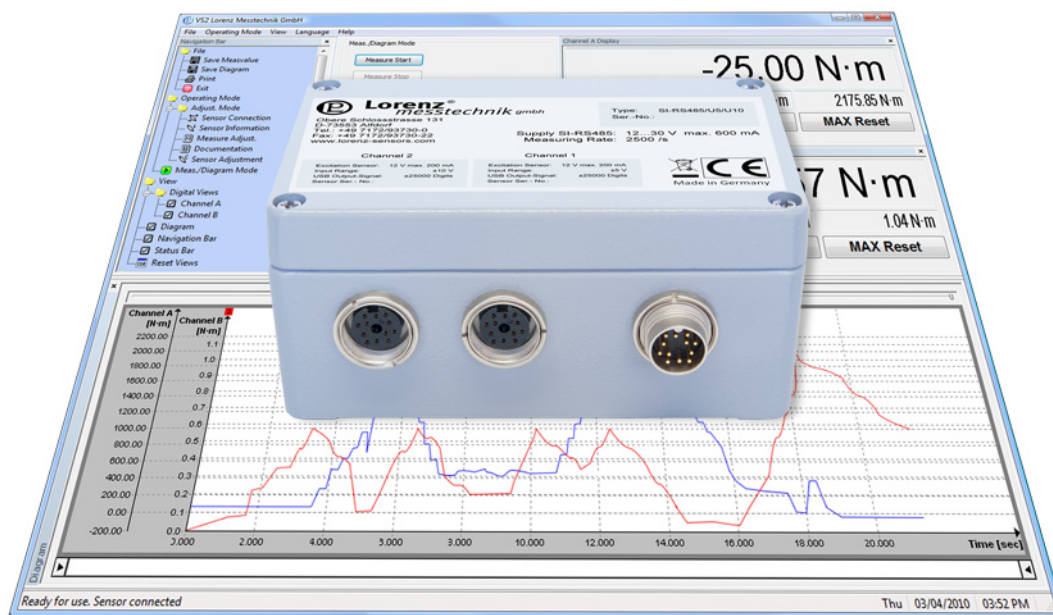 VS2 Lorenz Messtechnik GmbH
File Operating Mode View Language Help
Navigation Bar
File
Save Measvalue
Save Diagram
Print
Exit
Operating Mode
Adjust. Mode
Sensor Connection
Sensor Information
Measure Adjust.
Documentation
Sensor Adjustment
Meas./Diagram Mode
View
Digital Views
Channel A
Channel B
Diagram
Navigation Bar
Status Bar
Reset Views
Meas./Diagram Mode
Measure Start
Measure Stop
Channel A Display
-25.00 N·m
2175.85 N·m
MAX Reset
57 N·m
1.04 N·m
MAX Reset
Lorenz®
messtechnik gmbh
Obere Schlossstrasse 131
D-73553 Alfdorf
Tel.: +49 7172/93730-0
Fax: +49 7172/93730-22
www.lorenz-sensors.com
Type: SI-RS485/U5/U10
Ser.-No.:
Supply SI-RS485: 12...30 V max. 600 mA
Measuring Rate: 2500 /s
Channel 2
Excitation Sensor: 12 V max. 200 mA
Input Range: ±10 V
USB Output-Signal: ±25000 Digits
Sensor Ser.-No.:
Channel 1
Excitation Sensor: 12 V max. 200 mA
Input Range: ±5 V
USB Output-Signal: ±25000 Digits
Sensor Ser.-No.:
CE
Made in Germany
Channel A
[N·m]
2200.00
2000.00
1800.00
1600.00
1400.00
1200.00
1000.00
800.00
600.00
400.00
200.00
0.00
-200.00
Channel B
[N·m]
1.1
1.0
0.9
0.8
0.7
0.6
0.5
0.4
0.3
0.2
0.1
0.0
0.000 2.000 4.000 5.000 3.000 10.000 12.000 14.000 16.000 18.000 20.000 Time [sec]
Diagram
Ready for use. Sensor connected
Thu 03/04/2010 03:52 PM